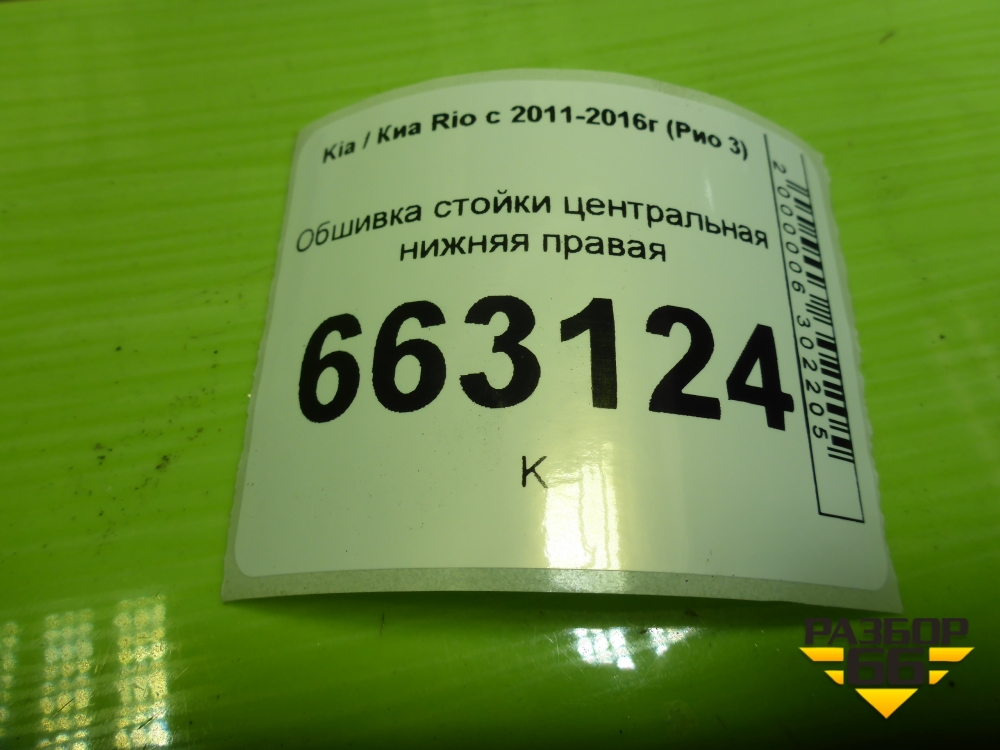 Kia / Киа Rio с 2011-2016г (Рио 3)
Обшивка стойки центральная
нижняя правая
663124
К
2000006302205
РАЗБОР
66